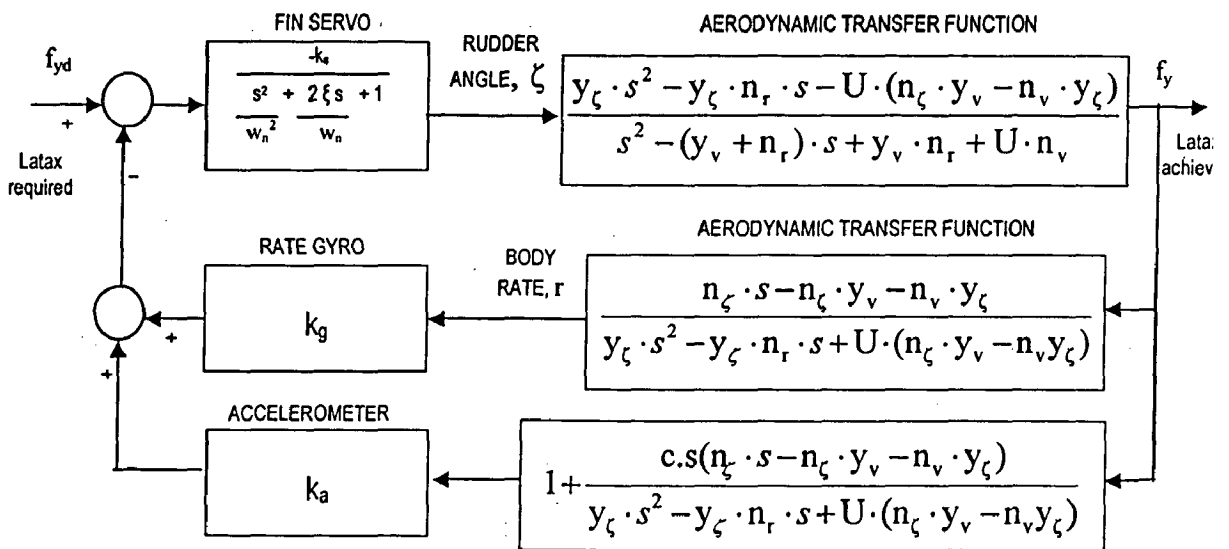 FIN SERVO
AERODYNAMIC TRANSFER FUNCTION
f_yd
+
-
Latax
required
-k_s
s² + 2ξs + 1
w_n² w_n
RUDDER
ANGLE, ζ
y_ζ · s² - y_ζ · n_r · s - U · (n_ζ · y_v - n_v · y_ζ)
s² - (y_v + n_r) · s + y_v · n_r + U · n_v
f_y
Lata
achiev
RATE GYRO
k_g
+
+
BODY
RATE, r
AERODYNAMIC TRANSFER FUNCTION
n_ζ · s - n_ζ · y_v - n_v · y_ζ
y_ζ · s² - y_ζ · n_r · s + U · (n_ζ · y_v - n_v y_ζ)
ACCELEROMETER
k_a
1+
c.s(n_ζ · s - n_ζ · y_v - n_v · y_ζ)
y_ζ · s² - y_ζ · n_r · s + U · (n_ζ · y_v - n_v y_ζ)